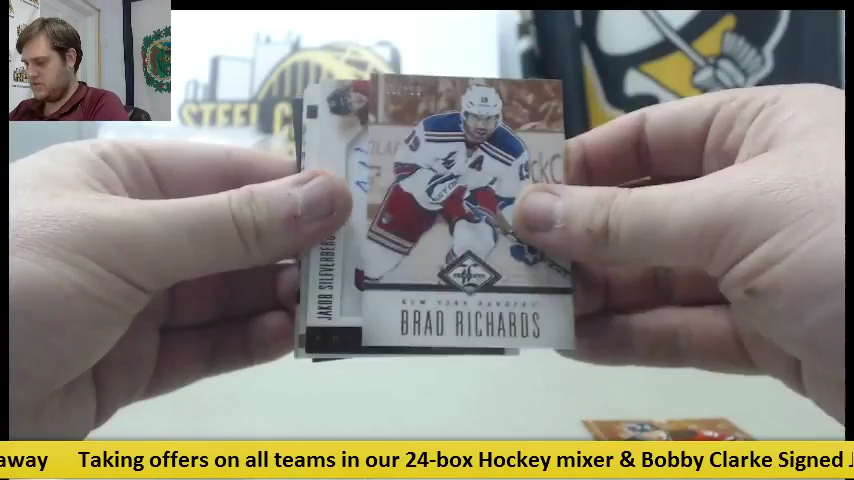 STEEL C
19
A
JAKOB SILFVERBERG
NEW YORK RANGERS
BRAD RICHARDS
away Taking offers on all teams in our 24-box Hockey mixer & Bobby Clarke Signed J